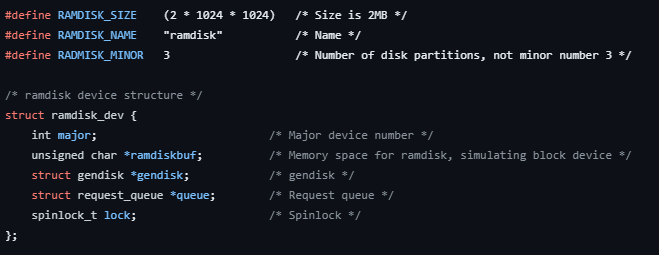 #define RAMDISK_SIZE    (2 * 1024 * 1024)   /* Size is 2MB */
#define RAMDISK_NAME    "ramdisk"           /* Name */
#define RADMISK_MINOR   3                   /* Number of disk partitions, not minor number 3 */

/* ramdisk device structure */
struct ramdisk_dev {
    int major;                          /* Major device number */
    unsigned char *ramdiskbuf;          /* Memory space for ramdisk, simulating block device */
    struct gendisk *gendisk;            /* gendisk */
    struct request_queue *queue;        /* Request queue */
    spinlock_t lock;                    /* Spinlock */
};